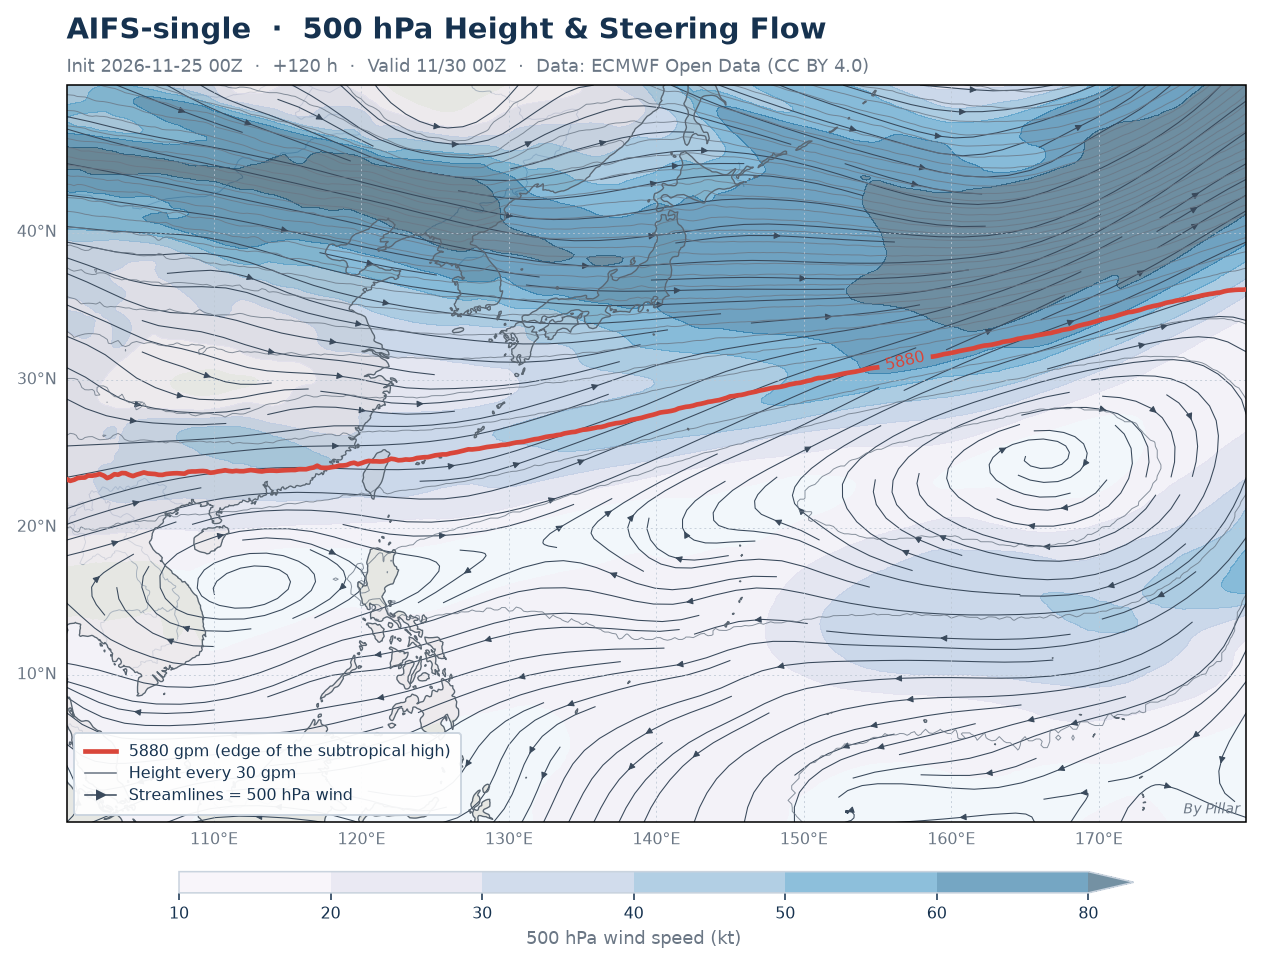 AIFS-single · 500 hPa Height & Steering Flow
Init 2026-11-25 00Z · +120 h · Valid 11/30 00Z · Data: ECMWF Open Data (CC BY 4.0)
40°N
30°N
20°N
10°N
5880
5880 gpm (edge of the subtropical high)
Height every 30 gpm
Streamlines = 500 hPa wind
By Pillar
110°E 120°E 130°E 140°E 150°E 160°E 170°E
10 20 30 40 50 60 80
500 hPa wind speed (kt)